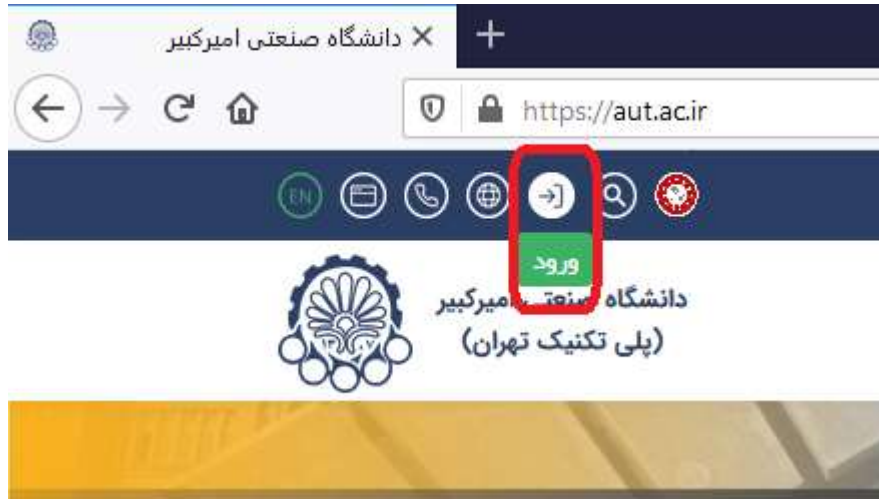 دانشگاه صنعتی امیرکبیر
https://aut.ac.ir
EN
ورود
دانشگاه صنعتی امیرکبیر
(پلی تکنیک تهران)